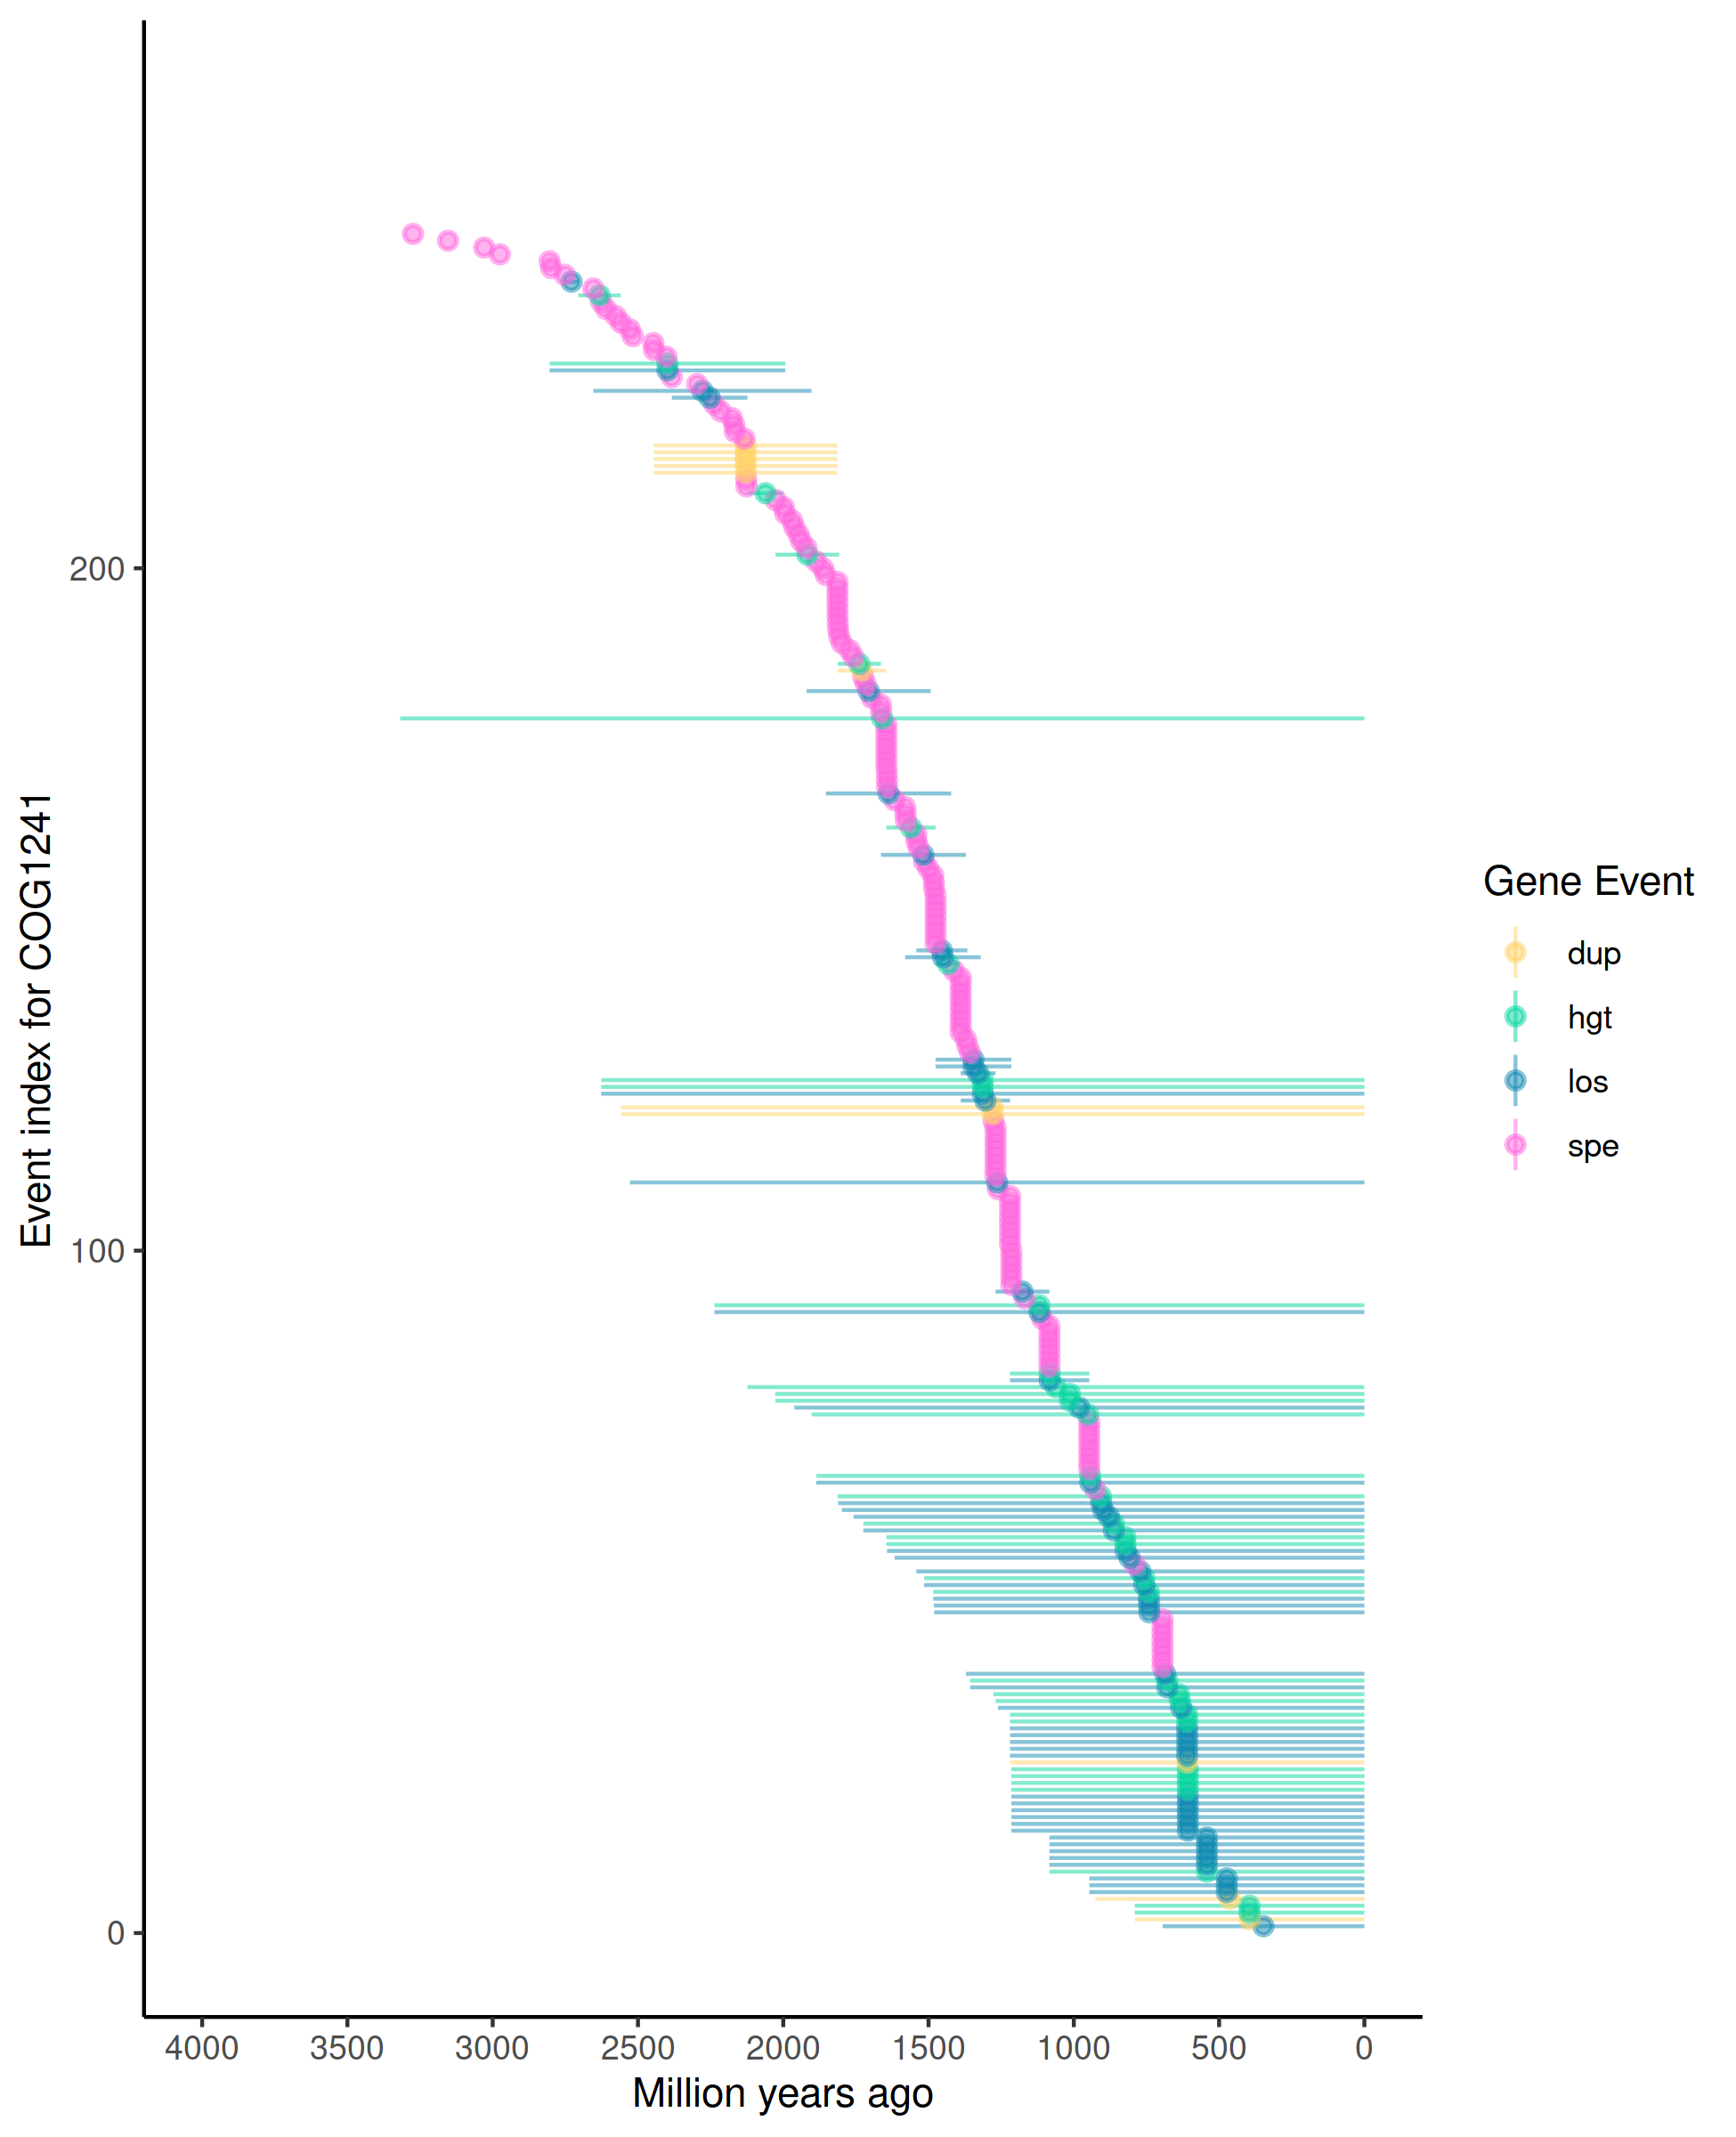 Event index for COG1241
200
100
0
4000 3500 3000 2500 2000 1500 1000 500 0
Million years ago
Gene Event
dup
hgt
los
spe